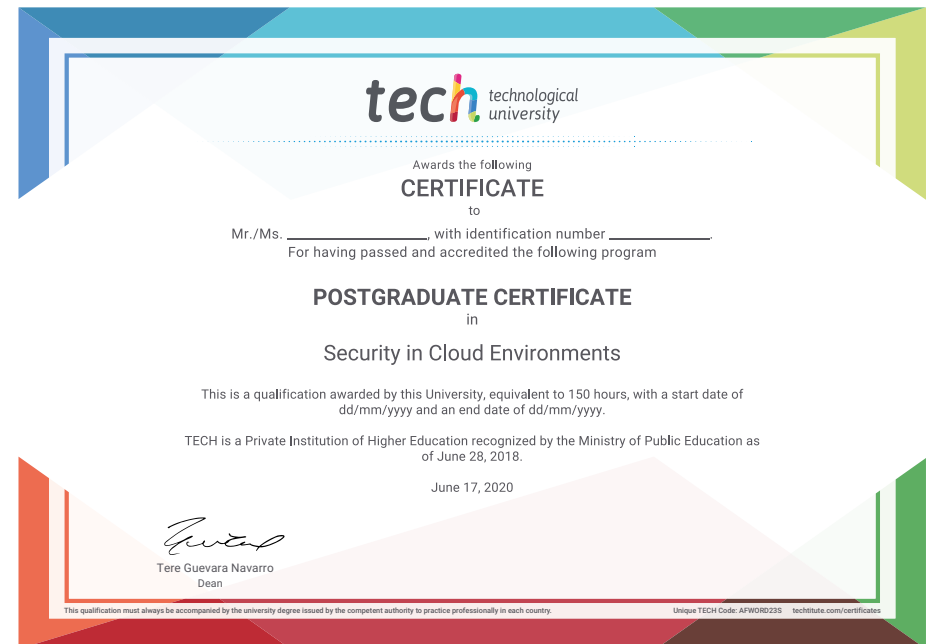 tech technological
university
Awards the following
CERTIFICATE
to
Mr./Ms. ____________________, with identification number ______________.
For having passed and accredited the following program
POSTGRADUATE CERTIFICATE
in
Security in Cloud Environments
This is a qualification awarded by this University, equivalent to 150 hours, with a start date of
dd/mm/yyyy and an end date of dd/mm/yyyy.
TECH is a Private Institution of Higher Education recognized by the Ministry of Public Education as
of June 28, 2018.
June 17, 2020
Tere Guevara Navarro
Dean
This qualification must always be accompanied by the university degree issued by the competent authority to practice professionally in each country. Unique TECH Code: AFWORD23S techtitute.com/certificates